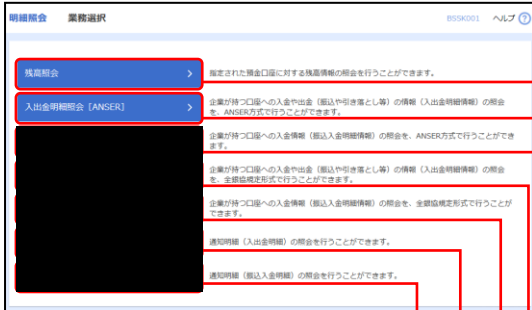 明細照会 業務選択 BSSK001 ヘルプ ?
残高照会 > 指定された預金口座に対する残高情報の照会を行うことができます。
入出金明細照会［ANSER］ > 企業が持つ口座への入金や出金（振込や引き落とし等）の情報（入出金明細情報）の照会
を、ANSER方式で行うことができます。
企業が持つ口座への入金情報（振込入金明細情報）の照会を、ANSER方式で行うことができ
ます。
企業が持つ口座への入金や出金（振込や引き落とし等）の情報（入出金明細情報）の照会
を、全銀協規定形式で行うことができます。
企業が持つ口座への入金情報（振込入金明細情報）の照会を、全銀協規定形式で行うことが
できます。
通知明細（入出金明細）の照会を行うことができます。
通知明細（振込入金明細）の照会を行うことができます。